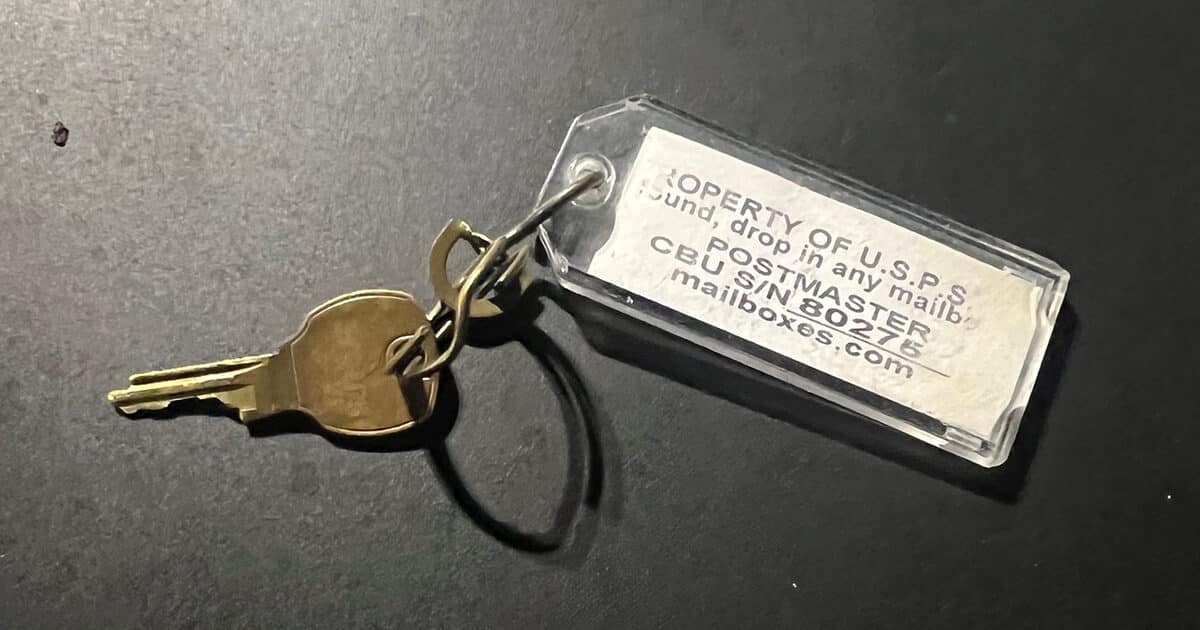 ROPERTY OF U.S.P.S
ound, drop in any mailb
POSTMASTER
CBU S/N 80275
mailboxes.com